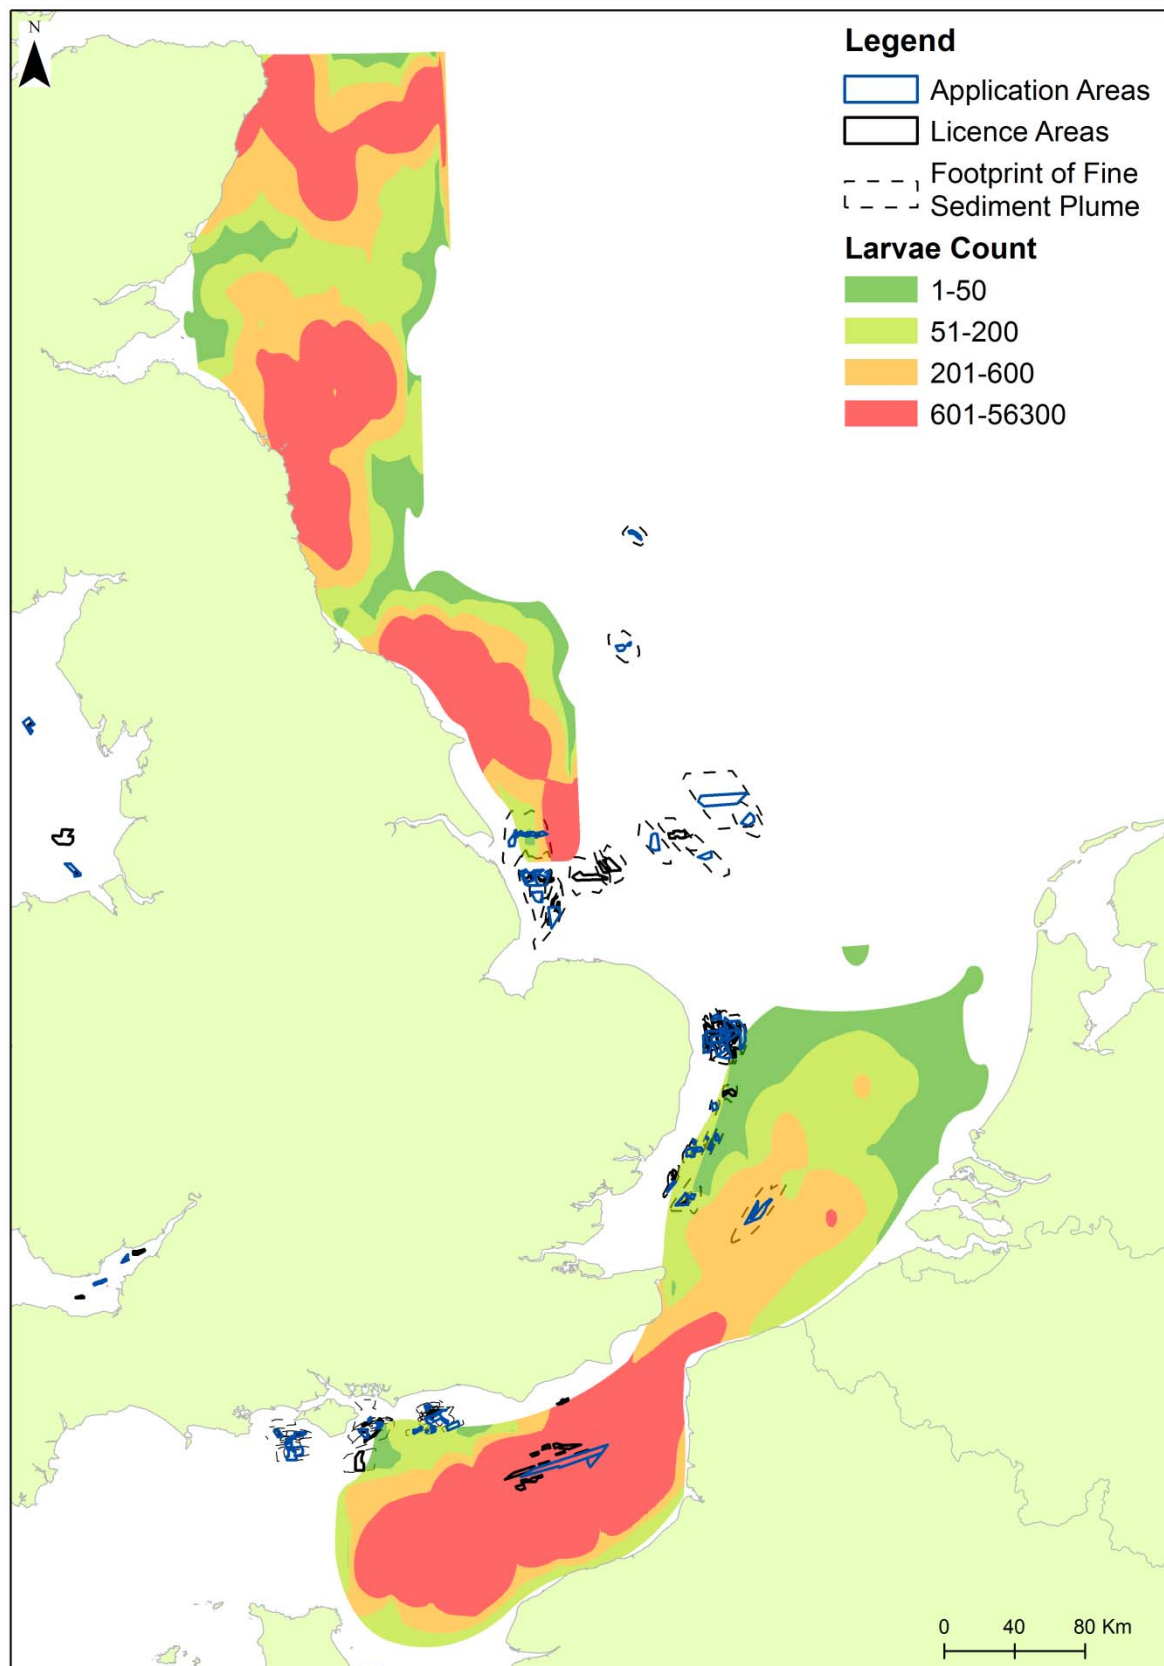 N
Legend
Application Areas
Licence Areas
Footprint of Fine
Sediment Plume
Larvae Count
1-50
51-200
201-600
601-56300
0 40 80 Km